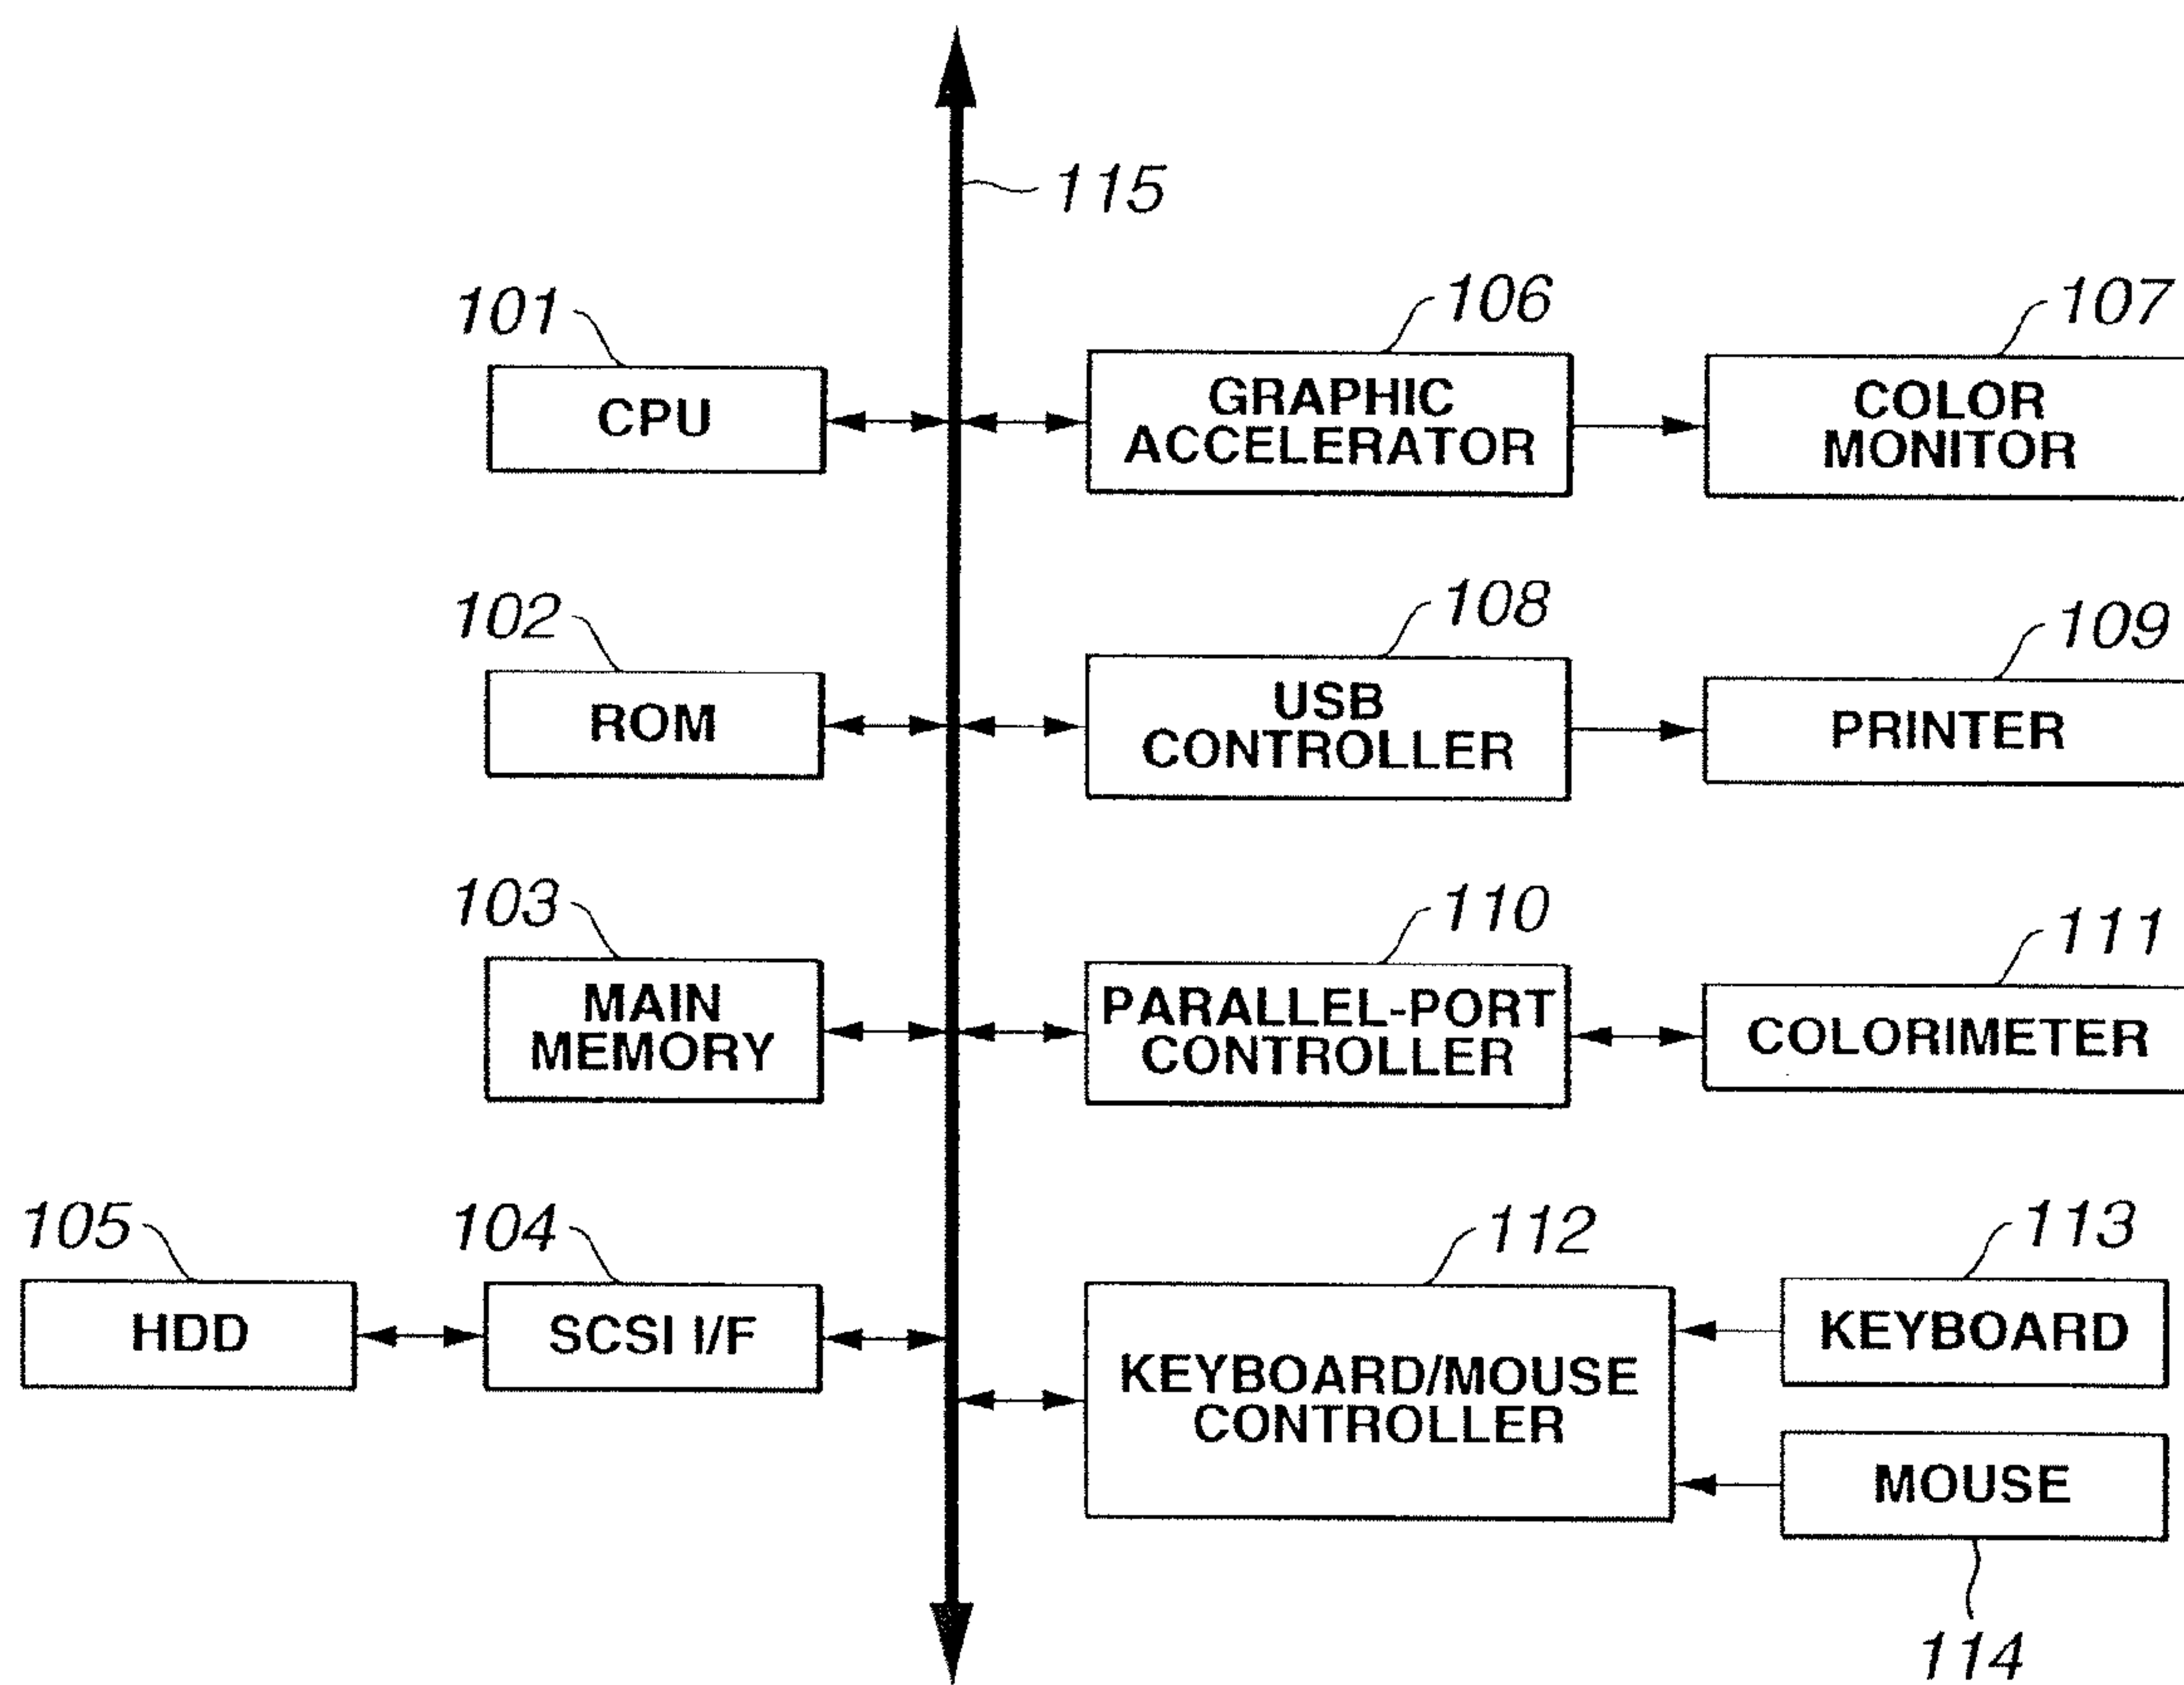 115
101
CPU
106
GRAPHIC
ACCELERATOR
107
COLOR
MONITOR
102
ROM
108
USB
CONTROLLER
109
PRINTER
103
MAIN
MEMORY
110
PARALLEL-PORT
CONTROLLER
111
COLORIMETER
105
HDD
104
SCSI I/F
112
KEYBOARD/MOUSE
CONTROLLER
113
KEYBOARD
MOUSE
114